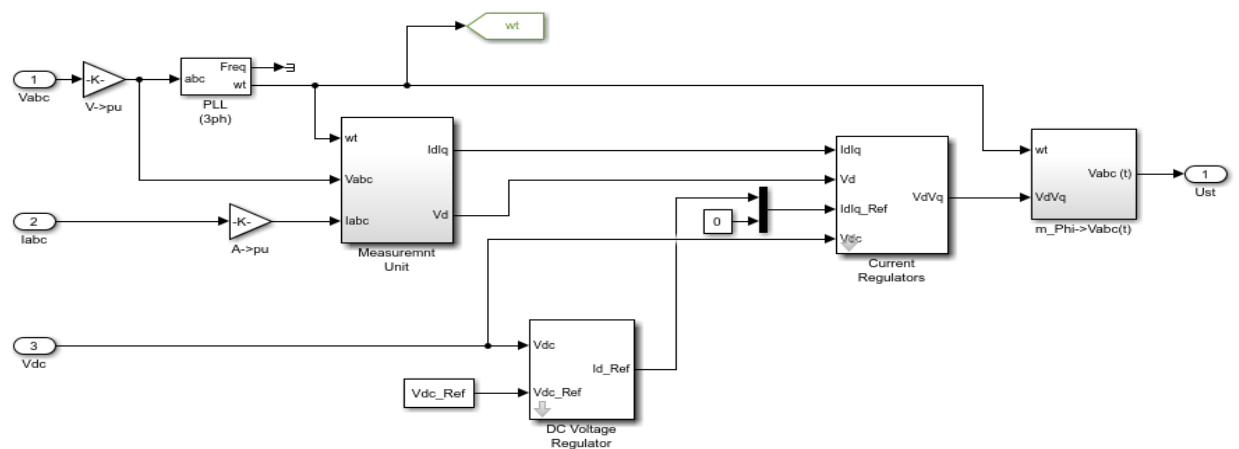 wt
1
Vabc
-K-
V->pu
abc
Freq
wt
PLL
(3ph)
wt
Vabc
Iabc
IdIq
Vd
Measuremnt
Unit
2
Iabc
-K-
A->pu
0
IdIq
Vd
IdIq_Ref
Vdc
VdVq
Current
Regulators
wt
VdVq
Vabc (t)
m_Phi->Vabc(t)
1
Ust
3
Vdc
Vdc_Ref
Vdc
Vdc_Ref
Id_Ref
DC Voltage
Regulator